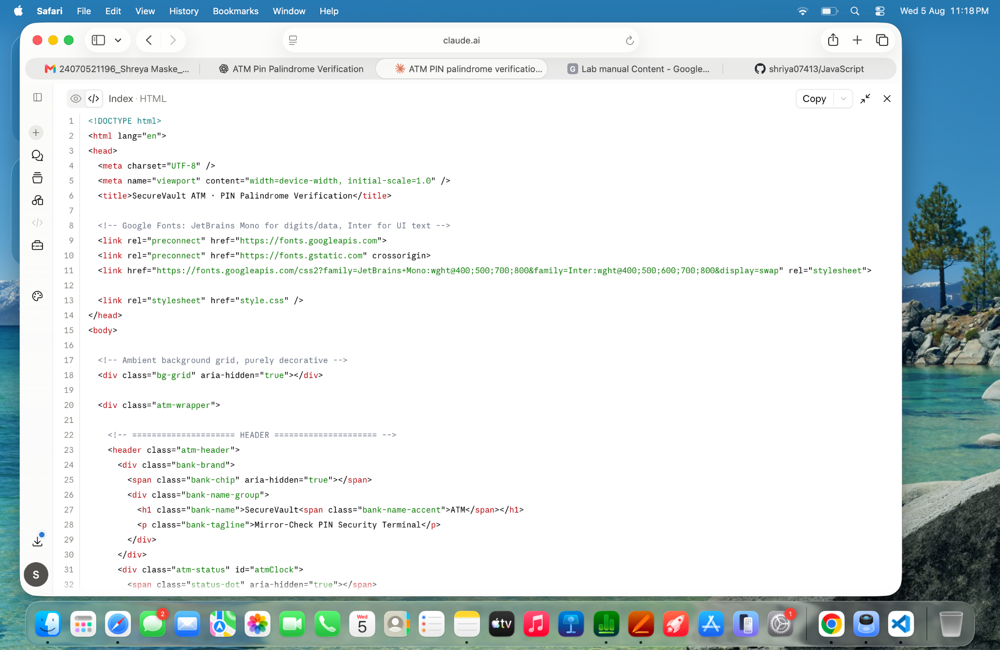 Safari File Edit View History Bookmarks Window Help Wed 5 Aug 11:18 PM
claude.ai
24070521196_Shreya Maske_... ATM Pin Palindrome Verification ATM PIN palindrome verificatio... G Lab manual Content - Google... shriya07413/JavaScript
</> Index · HTML Copy
1 <!DOCTYPE html>
2 <html lang="en">
3 <head>
4 <meta charset="UTF-8" />
5 <meta name="viewport" content="width=device-width, initial-scale=1.0" />
6 <title>SecureVault ATM · PIN Palindrome Verification</title>
7
8 <!-- Google Fonts: JetBrains Mono for digits/data, Inter for UI text -->
9 <link rel="preconnect" href="https://fonts.googleapis.com">
10 <link rel="preconnect" href="https://fonts.gstatic.com" crossorigin>
11 <link href="https://fonts.googleapis.com/css2?family=JetBrains+Mono:wght@400;500;700;800&family=Inter:wght@400;500;600;700;800&display=swap" rel="stylesheet">
12
13 <link rel="stylesheet" href="style.css" />
14 </head>
15 <body>
16
17 <!-- Ambient background grid, purely decorative -->
18 <div class="bg-grid" aria-hidden="true"></div>
19
20 <div class="atm-wrapper">
21
22 <!-- ===================== HEADER ===================== -->
23 <header class="atm-header">
24 <div class="bank-brand">
25 <span class="bank-chip" aria-hidden="true"></span>
26 <div class="bank-name-group">
27 <h1 class="bank-name">SecureVault<span class="bank-name-accent">ATM</span></h1>
28 <p class="bank-tagline">Mirror-Check PIN Security Terminal</p>
29 </div>
30 </div>
31 <div class="atm-status" id="atmClock">
32 <span class="status-dot" aria-hidden="true"></span>
S
2 Wed 5 tv 1